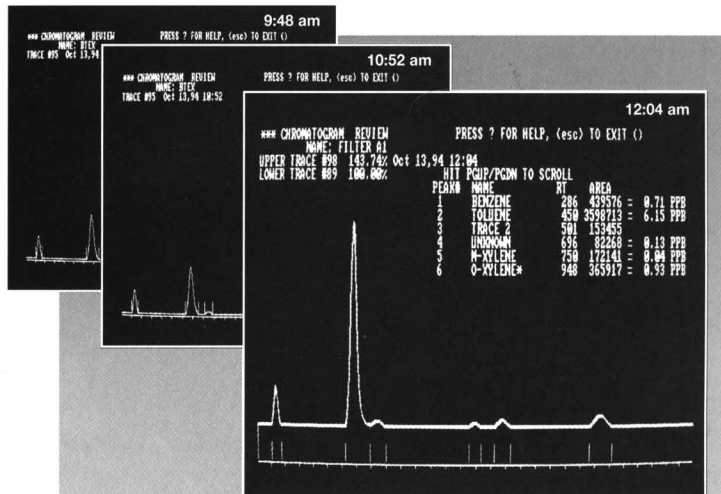 9:48 am
*** CHROMATOGRAM REVIEW PRESS ? FOR HELP, (esc) TO EXIT ()
NAME: BTEX
TRACE #95 Oct 13,94
10:52 am
*** CHROMATOGRAM REVIEW PRESS ? FOR HELP, (esc) TO EXIT ()
NAME: BTEX
TRACE #95 Oct 13,94 10:52
12:04 am
*** CHROMATOGRAM REVIEW PRESS ? FOR HELP, (esc) TO EXIT ()
NAME: FILTER A1
UPPER TRACE #98 143.74% Oct 13,94 12:04
LOWER TRACE #89 100.00% HIT PGUP/PGDN TO SCROLL
PEAK# NAME RT AREA
1 BENZENE 286 439576 = 0.71 PPB
2 TOLUENE 450 3598713 = 6.15 PPB
3 TRACE 2 501 153455
4 UNKNOWN 696 82268 = 0.13 PPB
5 M-XYLENE 750 172141 = 0.04 PPB
6 O-XYLENE* 948 365917 = 0.93 PPB